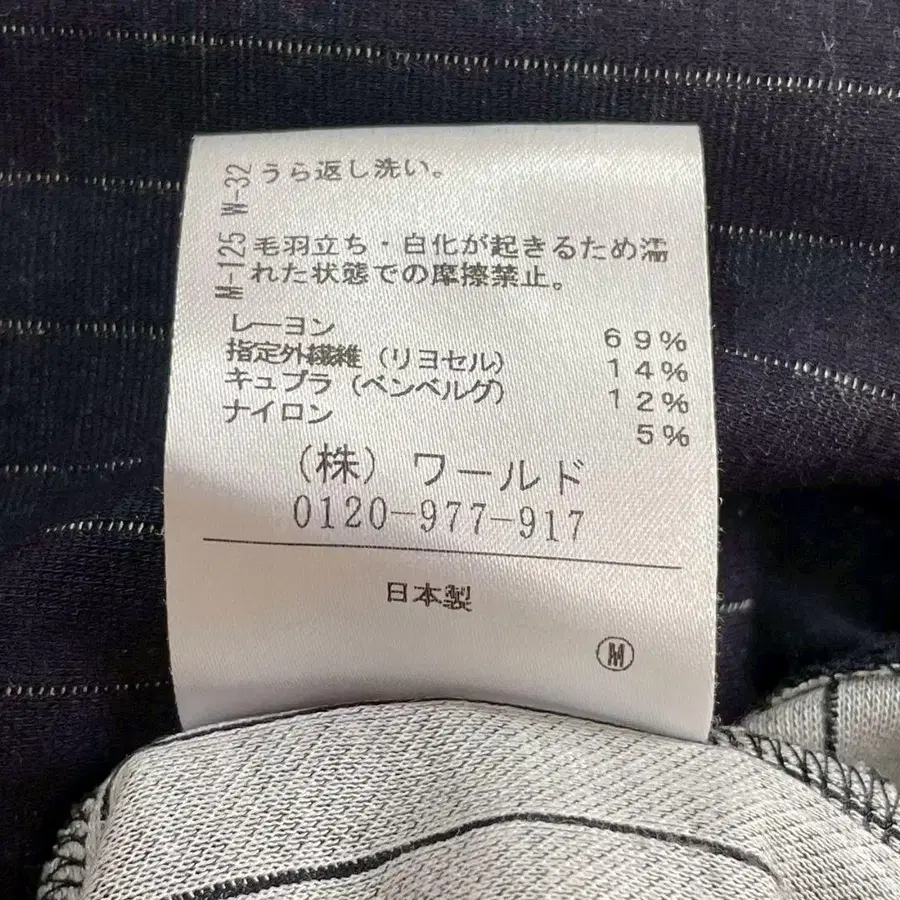 W-32
うら返し洗い。
M-125
毛羽立ち・白化が起きるため濡
れた状態での摩擦禁止。
レーヨン 69%
指定外繊維(リヨセル) 14%
キュプラ(ベンベルグ) 12%
ナイロン 5%
(株) ワールド
0120-977-917
日本製
M